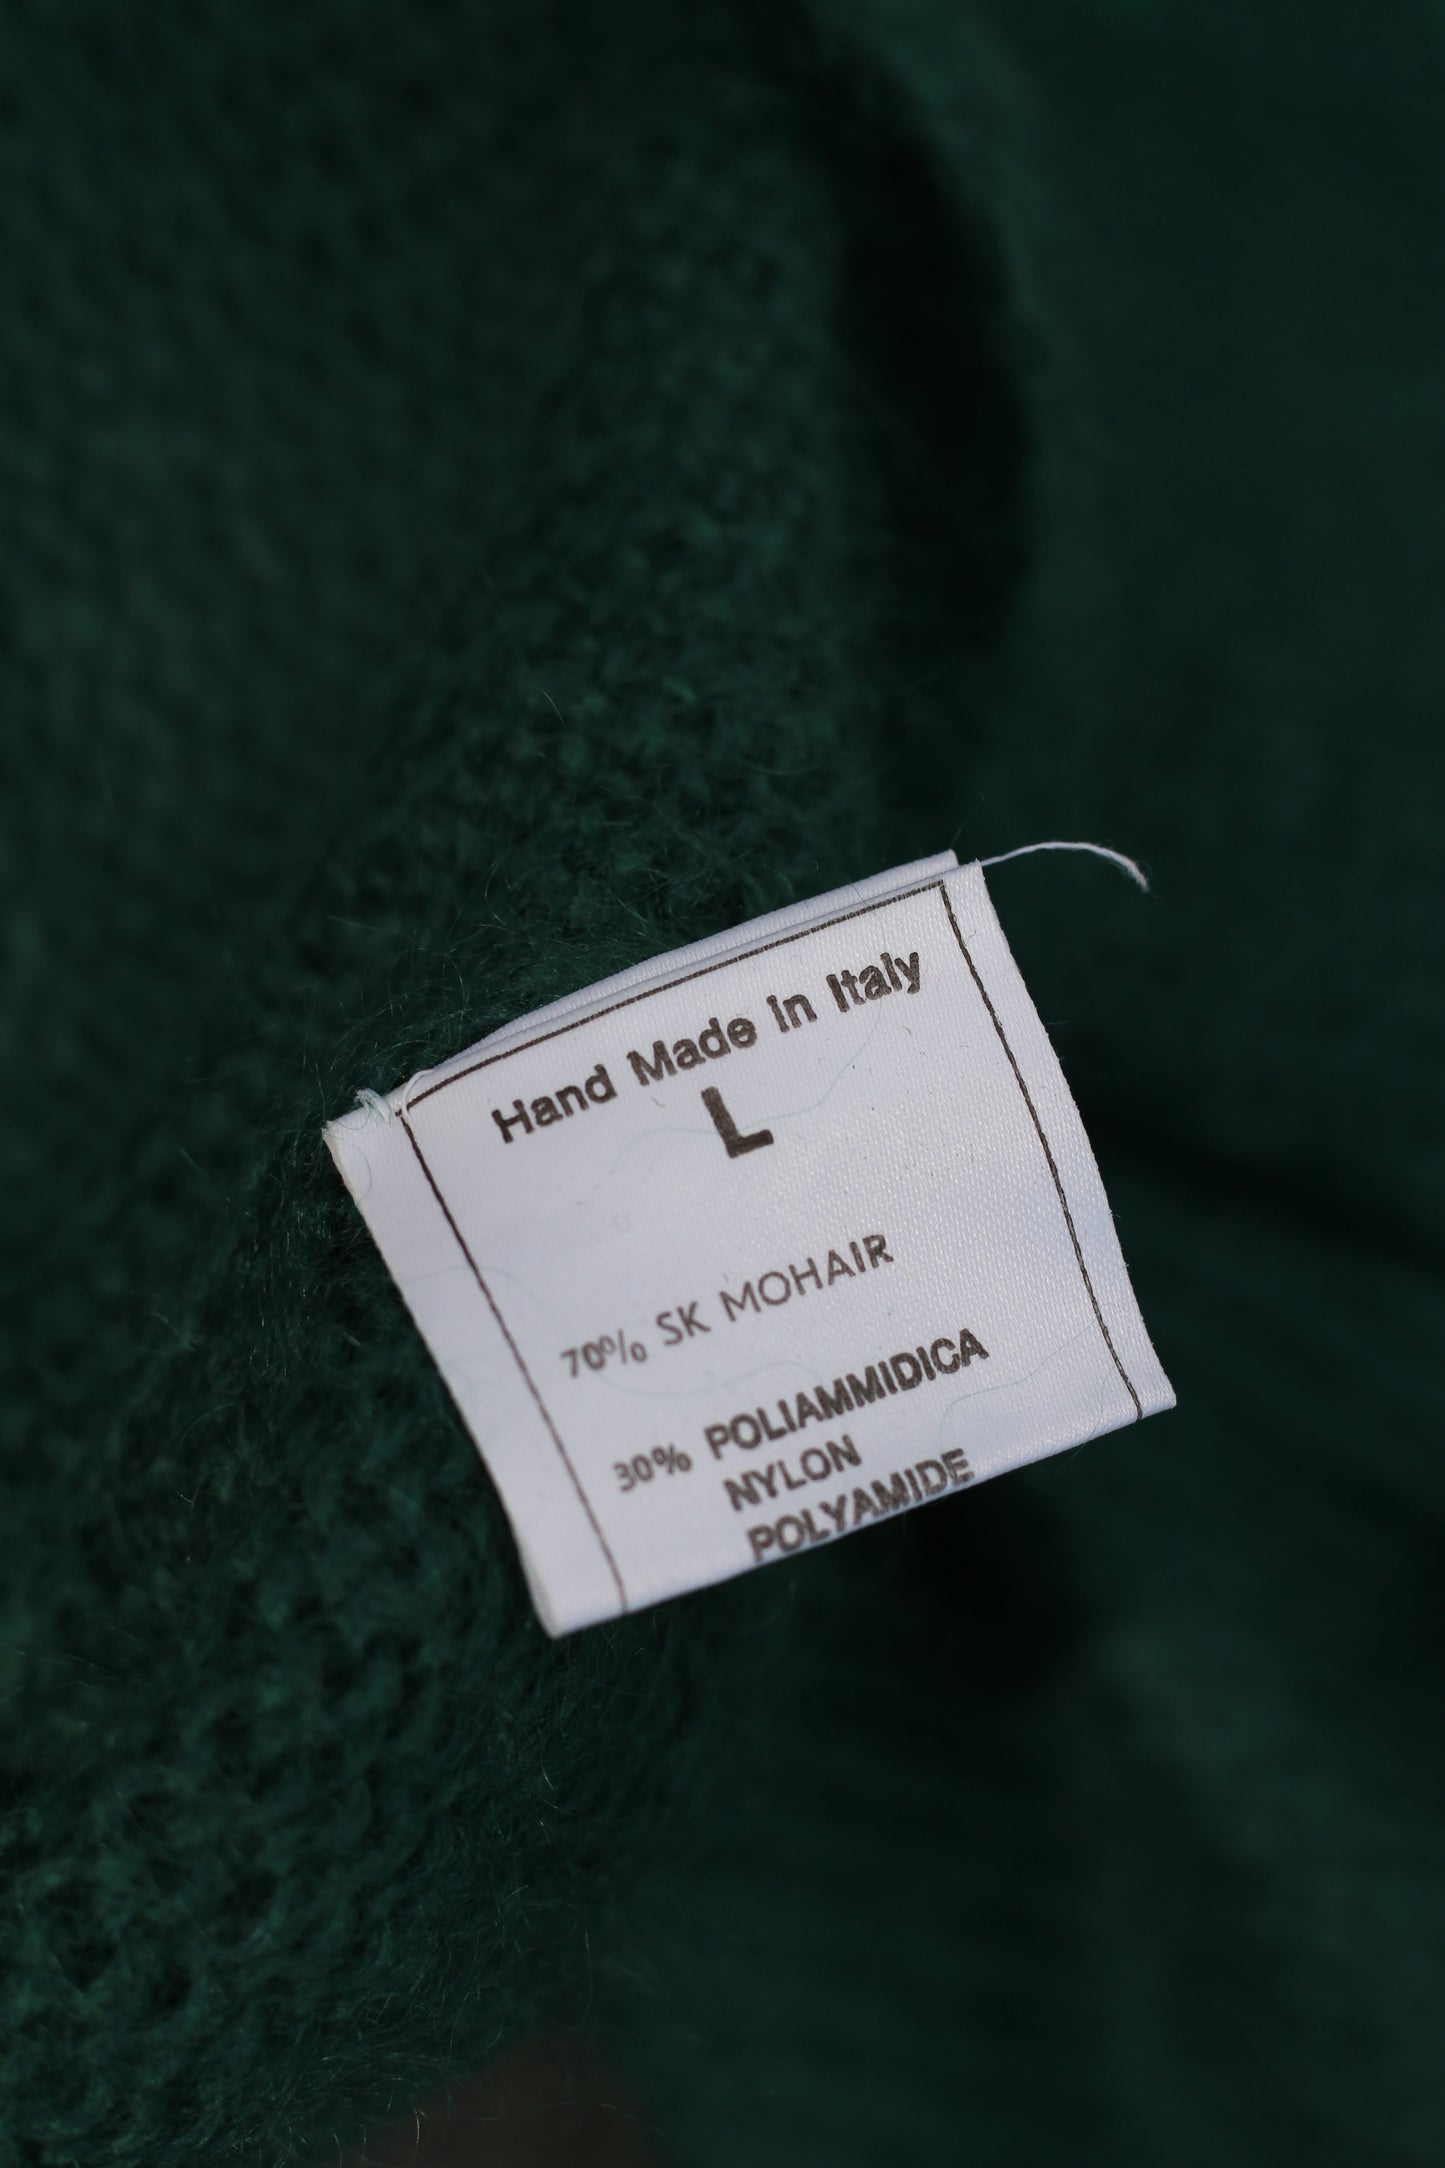 Hand Made in Italy
L
70% SK MOHAIR
30% POLIAMMIDICA
NYLON
POLYAMIDE